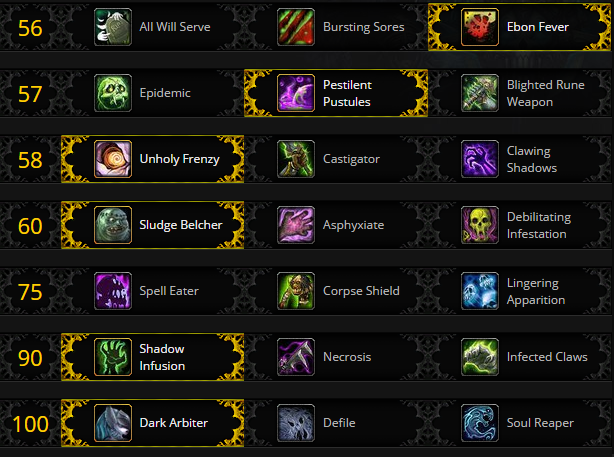 56 All Will Serve Bursting Sores Ebon Fever
57 Epidemic Pestilent Pustules Blighted Rune Weapon
58 Unholy Frenzy Castigator Clawing Shadows
60 Sludge Belcher Asphyxiate Debilitating Infestation
75 Spell Eater Corpse Shield Lingering Apparition
90 Shadow Infusion Necrosis Infected Claws
100 Dark Arbiter Defile Soul Reaper